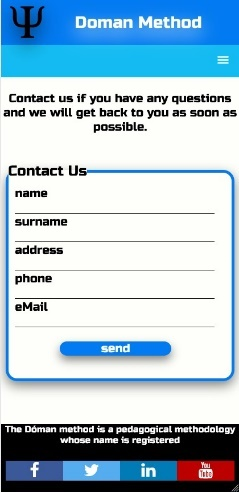 Ψ
Doman Method
Contact us if you have any questions
and we will get back to you as soon as
possible.
Contact Us
name
surname
address
phone
eMail
send
The Dóman method is a pedagogical methodology
whose name is registered
f
in
You
Tube